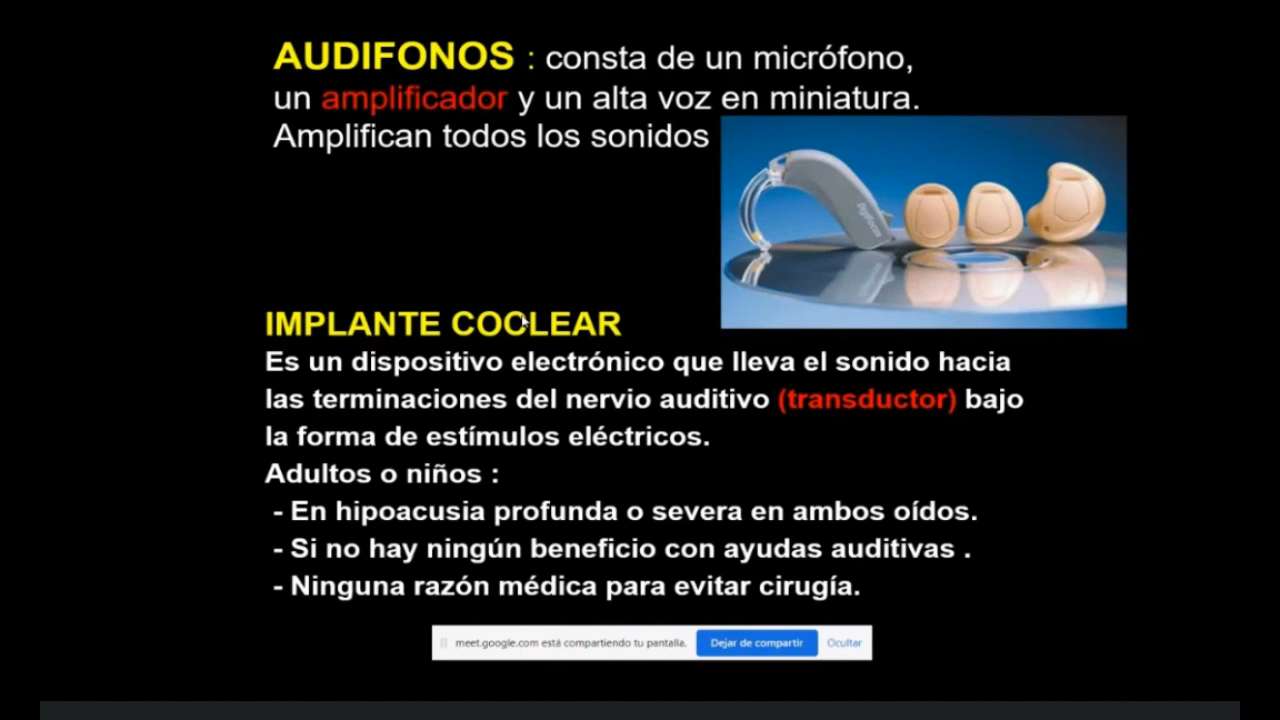 AUDIFONOS : consta de un micrófono,
un amplificador y un alta voz en miniatura.
Amplifican todos los sonidos
Digifocus
IMPLANTE COCLEAR
Es un dispositivo electrónico que lleva el sonido hacia
las terminaciones del nervio auditivo (transductor) bajo
la forma de estímulos eléctricos.
Adultos o niños :
- En hipoacusia profunda o severa en ambos oídos.
- Si no hay ningún beneficio con ayudas auditivas .
- Ninguna razón médica para evitar cirugía.
meet.google.com está compartiendo tu pantalla. Dejar de compartir Ocultar